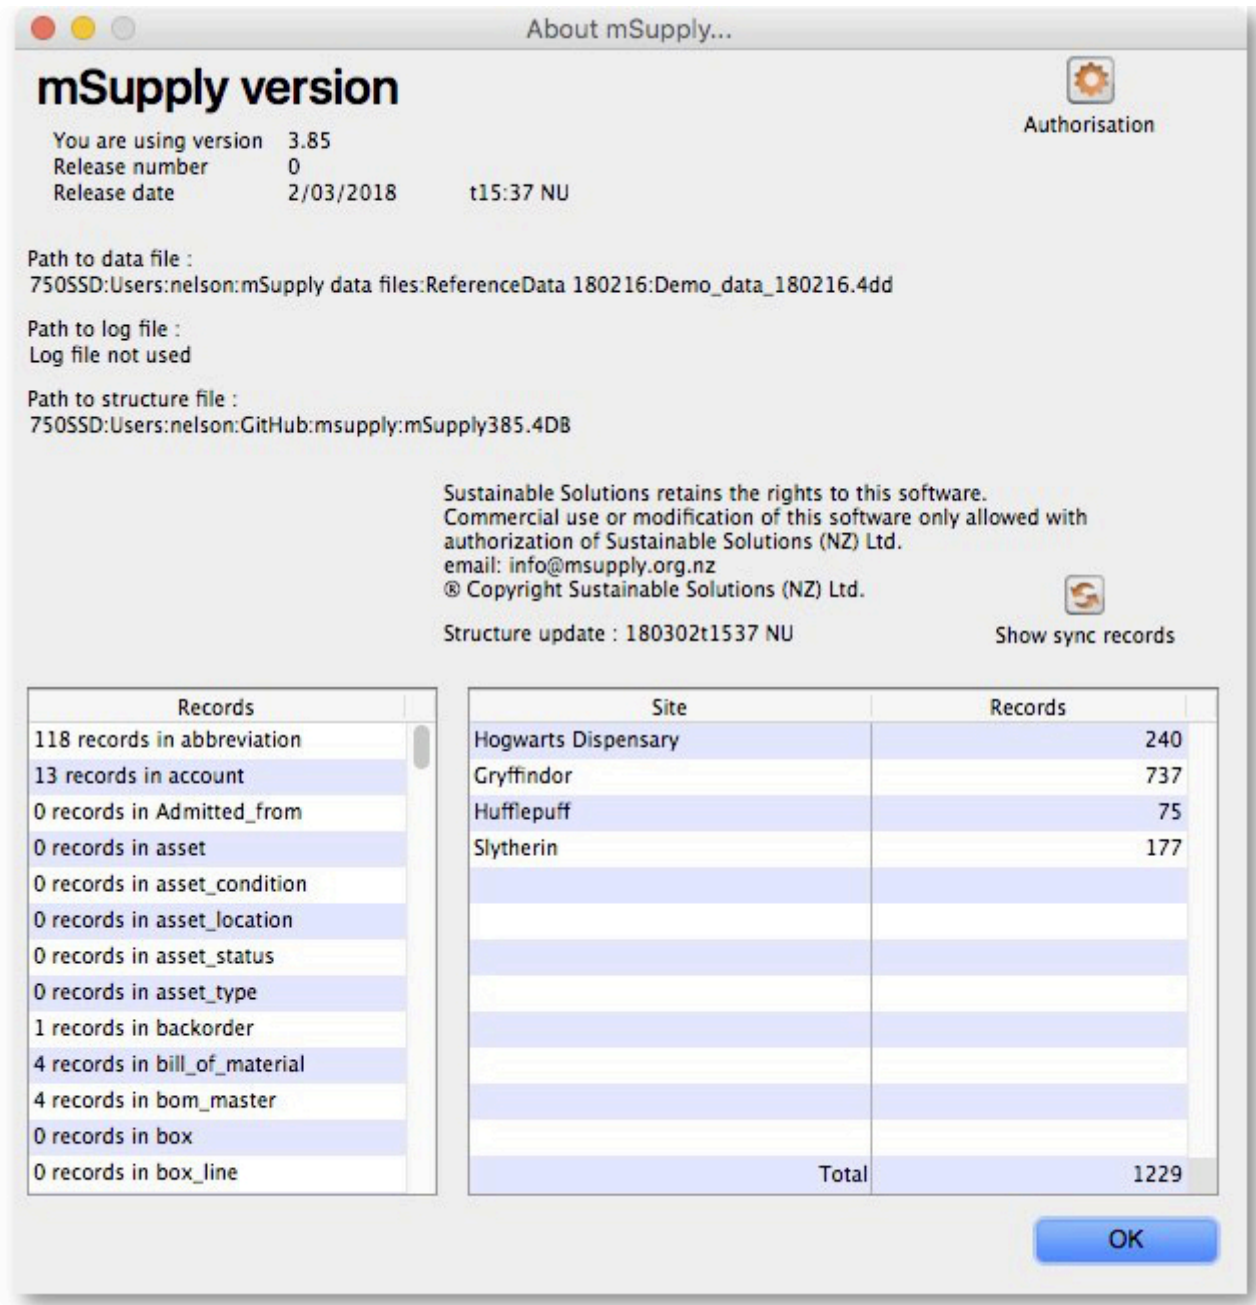 About mSupply...
mSupply version
Authorisation
You are using version 3.85
Release number 0
Release date 2/03/2018 t15:37 NU
Path to data file :
750SSD:Users:nelson:mSupply data files:ReferenceData 180216:Demo_data_180216.4dd
Path to log file :
Log file not used
Path to structure file :
750SSD:Users:nelson:GitHub:msupply:mSupply385.4DB
Sustainable Solutions retains the rights to this software.
Commercial use or modification of this software only allowed with
authorization of Sustainable Solutions (NZ) Ltd.
email: info@msupply.org.nz
® Copyright Sustainable Solutions (NZ) Ltd.
Structure update : 180302t1537 NU
Show sync records
Records
118 records in abbreviation
13 records in account
0 records in Admitted_from
0 records in asset
0 records in asset_condition
0 records in asset_location
0 records in asset_status
0 records in asset_type
1 records in backorder
4 records in bill_of_material
4 records in bom_master
0 records in box
0 records in box_line
Site Records
Hogwarts Dispensary 240
Gryffindor 737
Hufflepuff 75
Slytherin 177
Total 1229
OK